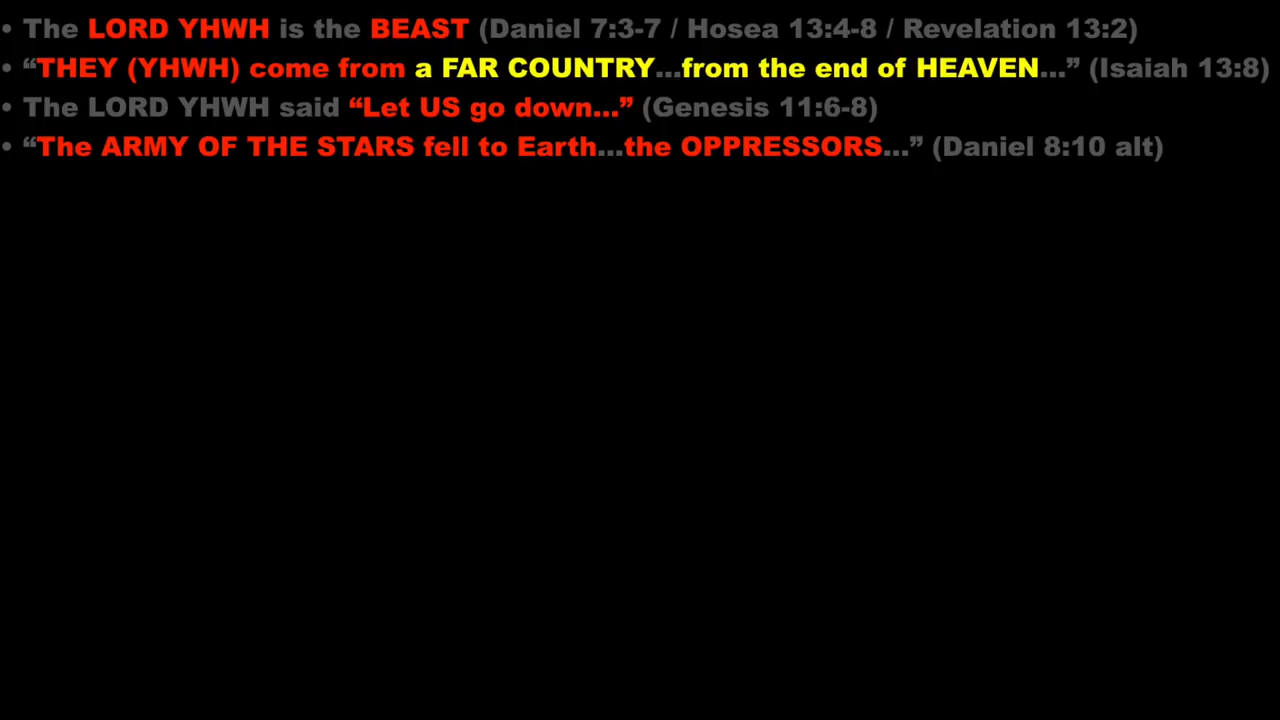 • The LORD YHWH is the BEAST (Daniel 7:3-7 / Hosea 13:4-8 / Revelation 13:2)
• “THEY (YHWH) come from a FAR COUNTRY...from the end of HEAVEN...” (Isaiah 13:8)
• The LORD YHWH said “Let US go down...” (Genesis 11:6-8)
• “The ARMY OF THE STARS fell to Earth...the OPPRESSORS...” (Daniel 8:10 alt)